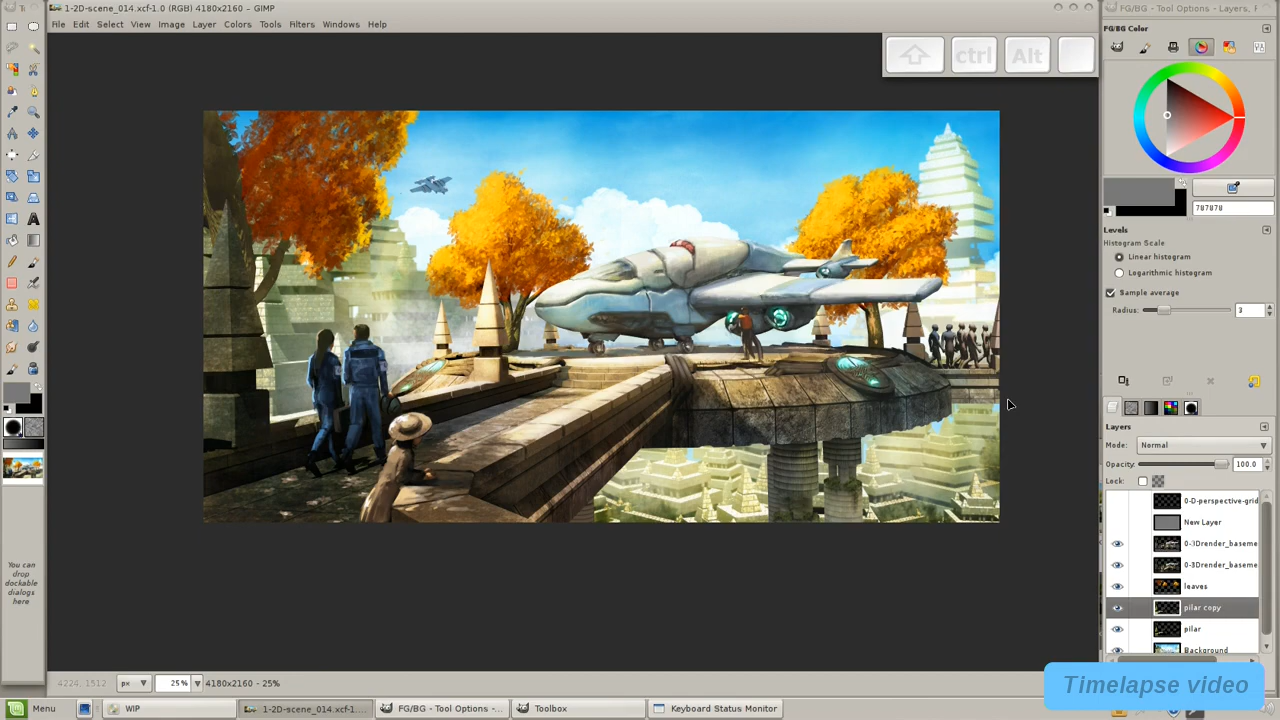 1-2D-scene_014.xcf-1.0 (RGB) 4180x2160 – GIMP
FG/BG - Tool Options - Layers,
File Edit Select View Image Layer Colors Tools Filters Windows Help
ctrl Alt
FG/BG Color
787878
Levels
Histogram Scale
Linear histogram
Logarithmic histogram
Sample average
Radius: 3
Layers
Mode: Normal
Opacity: 100.0
Lock:
0-D-perspective-grid
New Layer
0-3Drender_baseme
0-3Drender_baseme
leaves
pilar copy
pilar
Background
You can
drop
dockable
dialogs
here
4224, 1512 px 25% 4180x2160 - 25%
Timelapse video
Menu WIP 1-2D-scene_014.xcf-1.... FG/BG - Tool Options -... Toolbox Keyboard Status Monitor